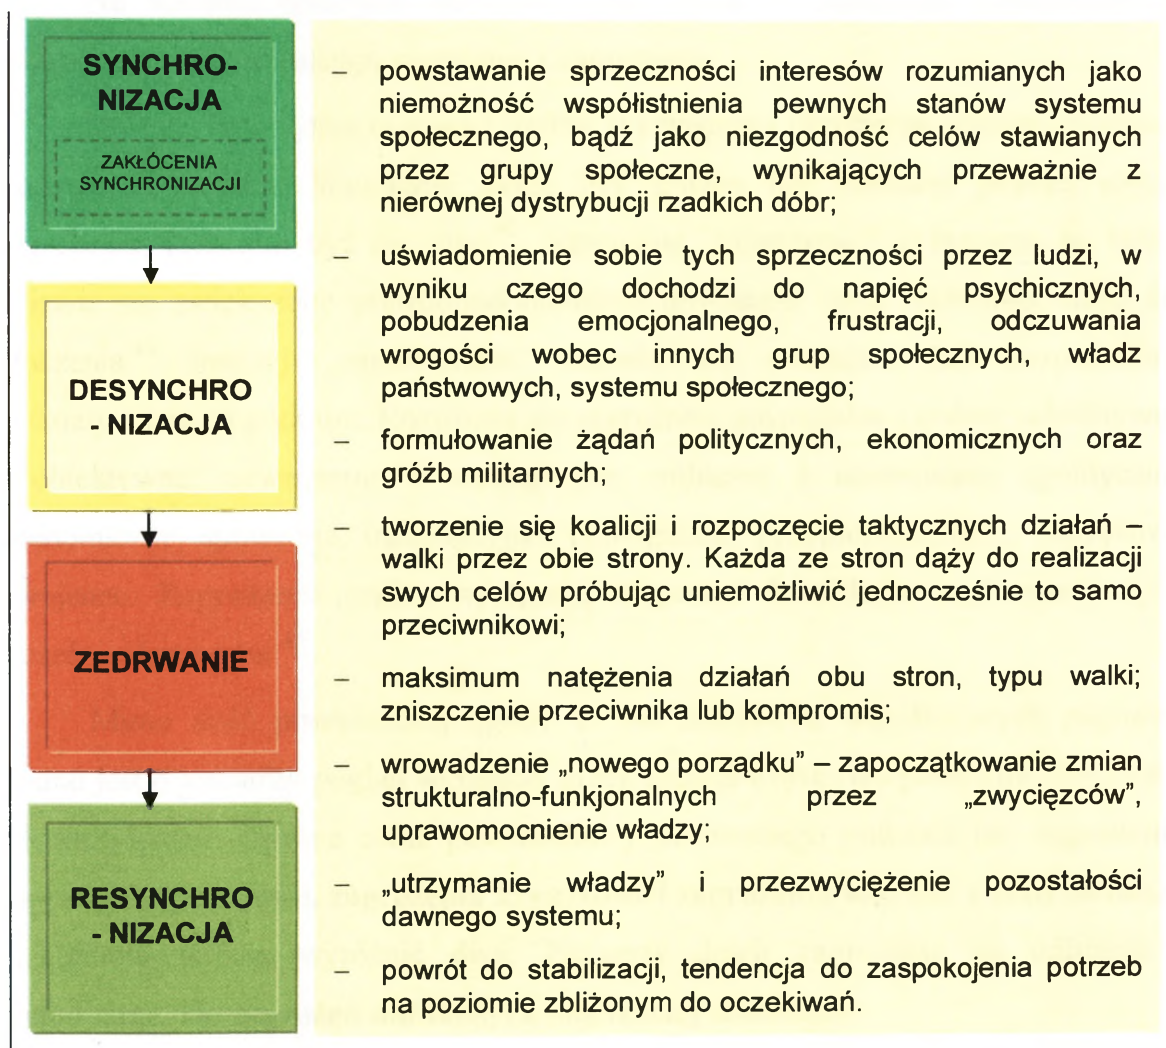 SYNCHRO-
NIZACJA
ZAKŁÓCENIA
SYNCHRONIZACJI
DESYNCHRO
- NIZACJA
ZEDRWANIE
RESYNCHRO
- NIZACJA
– powstawanie sprzeczności interesów rozumianych jako
niemożność współistnienia pewnych stanów systemu
społecznego, bądź jako niezgodność celów stawianych
przez grupy społeczne, wynikających przeważnie z
nierównej dystrybucji rzadkich dóbr;
– uświadomienie sobie tych sprzeczności przez ludzi, w
wyniku czego dochodzi do napięć psychicznych,
pobudzenia emocjonalnego, frustracji, odczuwania
wrogości wobec innych grup społecznych, władz
państwowych, systemu społecznego;
– formułowanie żądań politycznych, ekonomicznych oraz
gróźb militarnych;
– tworzenie się koalicji i rozpoczęcie taktycznych działań –
walki przez obie strony. Każda ze stron dąży do realizacji
swych celów próbując uniemożliwić jednocześnie to samo
przeciwnikowi;
– maksimum natężenia działań obu stron, typu walki;
zniszczenie przeciwnika lub kompromis;
– wrowadzenie „nowego porządku” – zapoczątkowanie zmian
strukturalno-funkjonalnych przez „zwycięzców”,
uprawomocnienie władzy;
– „utrzymanie władzy” i przezwyciężenie pozostałości
dawnego systemu;
– powrót do stabilizacji, tendencja do zaspokojenia potrzeb
na poziomie zbliżonym do oczekiwań.